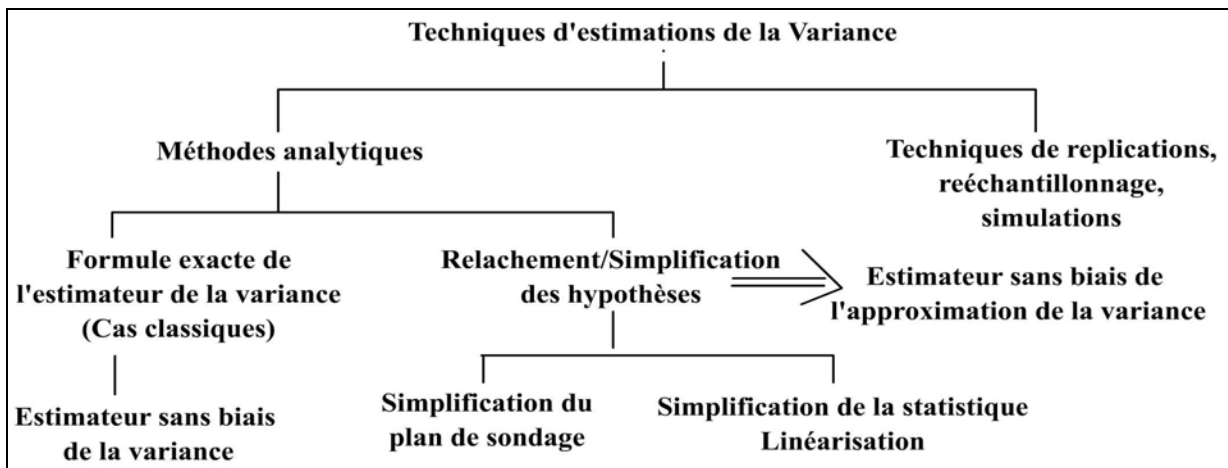 Techniques d'estimations de la Variance
Méthodes analytiques
Techniques de replications,
reéchantillonnage,
simulations
Formule exacte de
l'estimateur de la variance
(Cas classiques)
Relachement/Simplification
des hypothèses
Estimateur sans biais de
l'approximation de la variance
Estimateur sans biais
de la variance
Simplification du
plan de sondage
Simplification de la statistique
Linéarisation